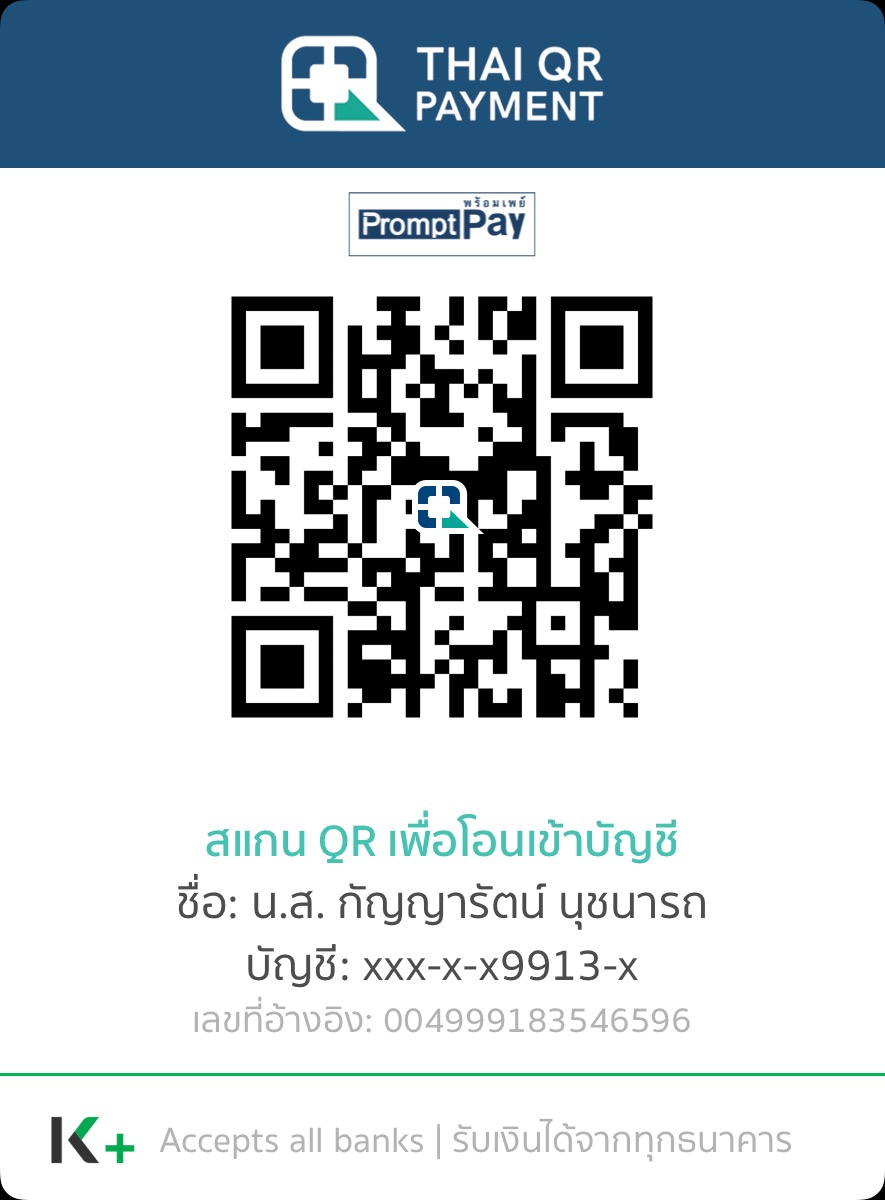 THAI QR
PAYMENT
พร้อมเพย์
PromptPay
สแกน QR เพื่อโอนเข้าบัญชี
ชื่อ: น.ส. กัญญารัตน์ นุชนารถ
บัญชี: xxx-x-x9913-x
เลขที่อ้างอิง: 004999183546596
K+ Accepts all banks | รับเงินได้จากทุกธนาคาร